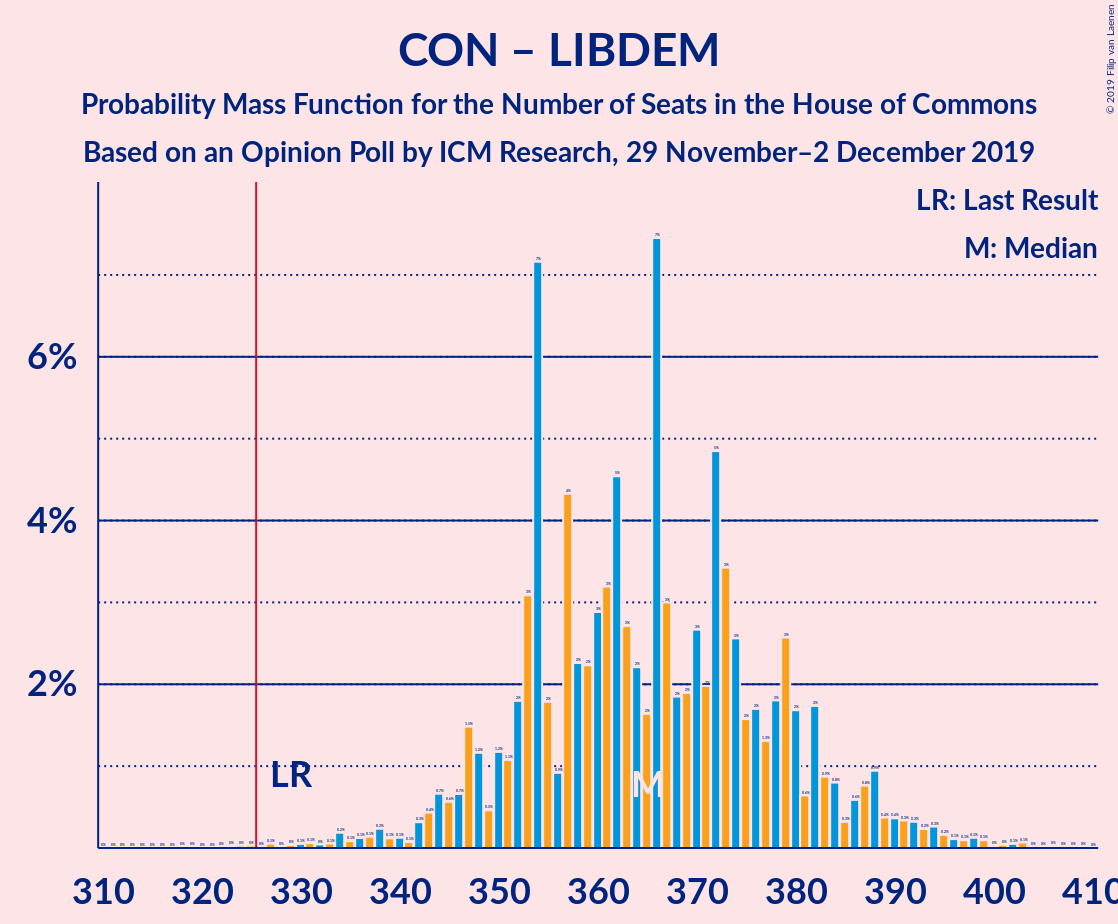 CON – LIBDEM
Probability Mass Function for the Number of Seats in the House of Commons
Based on an Opinion Poll by ICM Research, 29 November–2 December 2019
© 2019 Filip van Laenen
LR: Last Result
M: Median
6%
4%
2%
LR
M
310 320 330 340 350 360 370 380 390 400 410